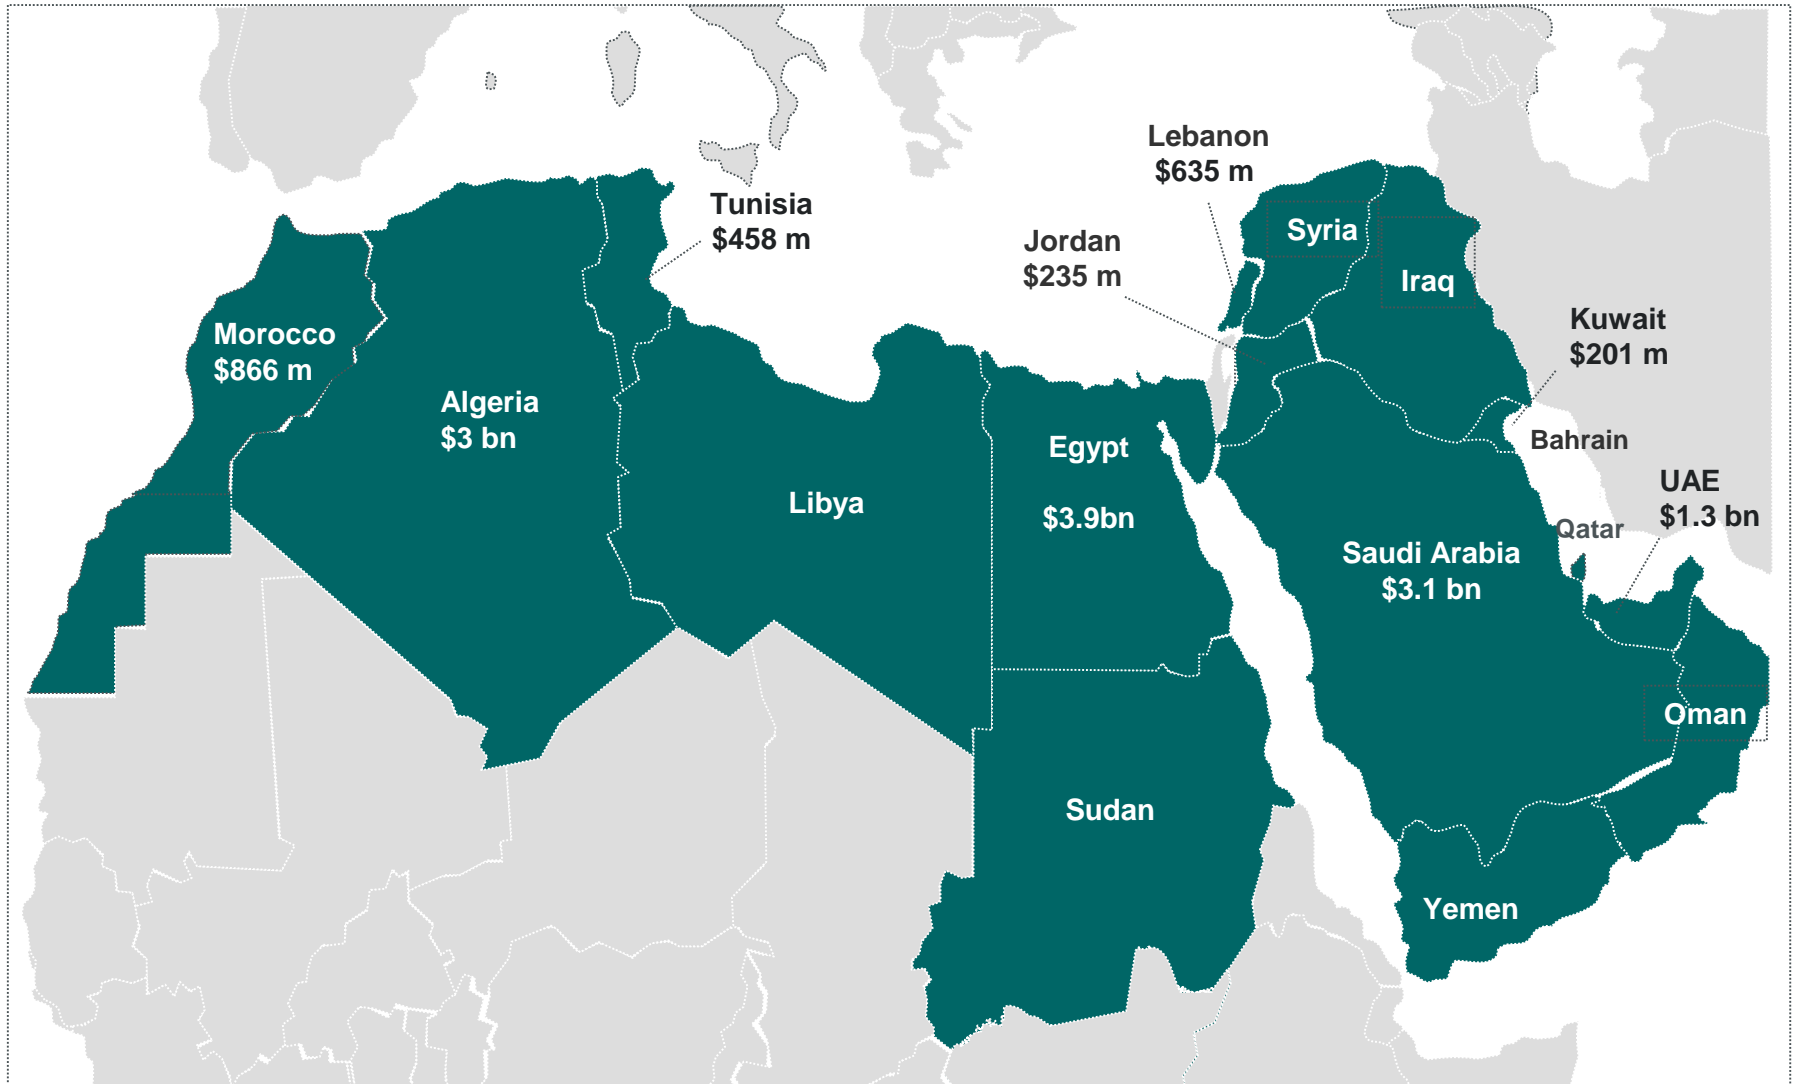 Lebanon
$635 m
Tunisia
$458 m
Syria
Jordan
$235 m
Iraq
Morocco
$866 m
Kuwait
$201 m
Algeria
$3 bn
Egypt
$3.9bn
Bahrain
Libya
UAE
$1.3 bn
Qatar
Saudi Arabia
$3.1 bn
Oman
Sudan
Yemen